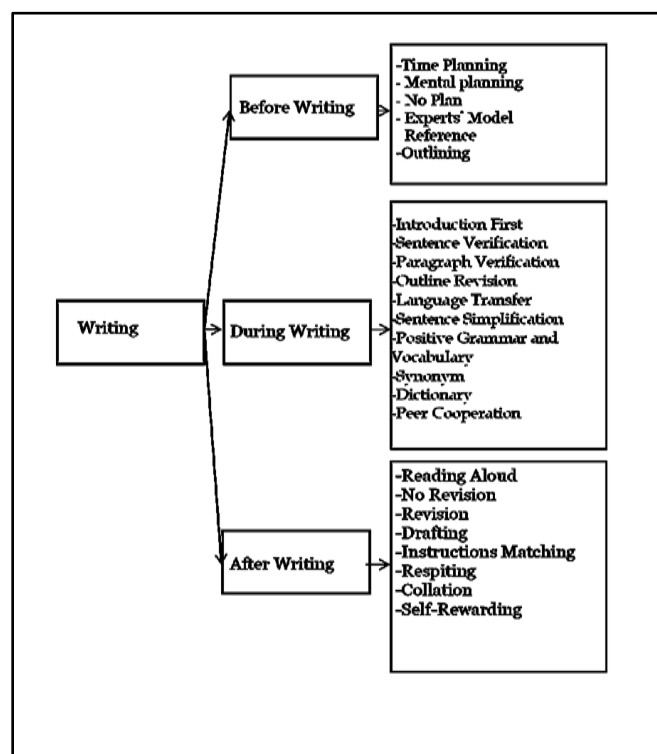 Writing
Before Writing
-Time Planning
- Mental planning
- No Plan
- Experts' Model
Reference
-Outlining
During Writing
-Introduction First
-Sentence Verification
-Paragraph Verification
-Outline Revision
-Language Transfer
-Sentence Simplification
-Positive Grammar and
Vocabulary
-Synonym
-Dictionary
-Peer Cooperation
After Writing
-Reading Aloud
-No Revision
-Revision
-Drafting
-Instructions Matching
-Respiting
-Collation
-Self-Rewarding